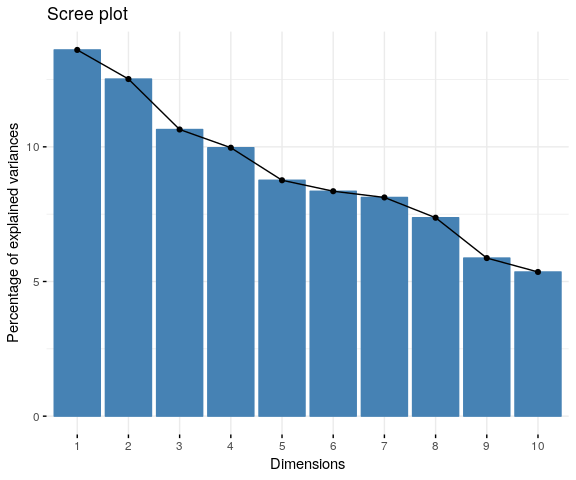 Scree plot
Percentage of explained variances
10
5
0
1 2 3 4 5 6 7 8 9 10
Dimensions